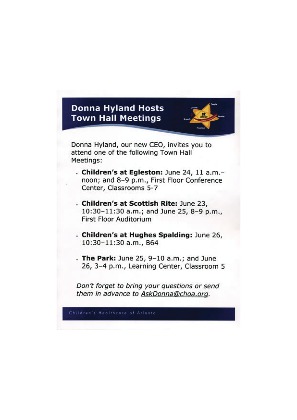 Donna Hyland Hosts
Town Hall Meetings
Donna Hyland, our new CEO, invites you to
attend one of the following Town Hall
Meetings:
• Children's at Egleston: June 24, 11 a.m.–
noon; and 8–9 p.m., First Floor Conference
Center, Classrooms 5-7
• Children's at Scottish Rite: June 23,
10:30–11:30 a.m.; and June 25, 8–9 p.m.,
First Floor Auditorium
• Children's at Hughes Spalding: June 26,
10:30–11:30 a.m., B64
• The Park: June 25, 9–10 a.m.; and June
26, 3–4 p.m., Learning Center, Classroom 5
Don't forget to bring your questions or send
them in advance to AskDonna@choa.org.
Children's Healthcare of Atlanta